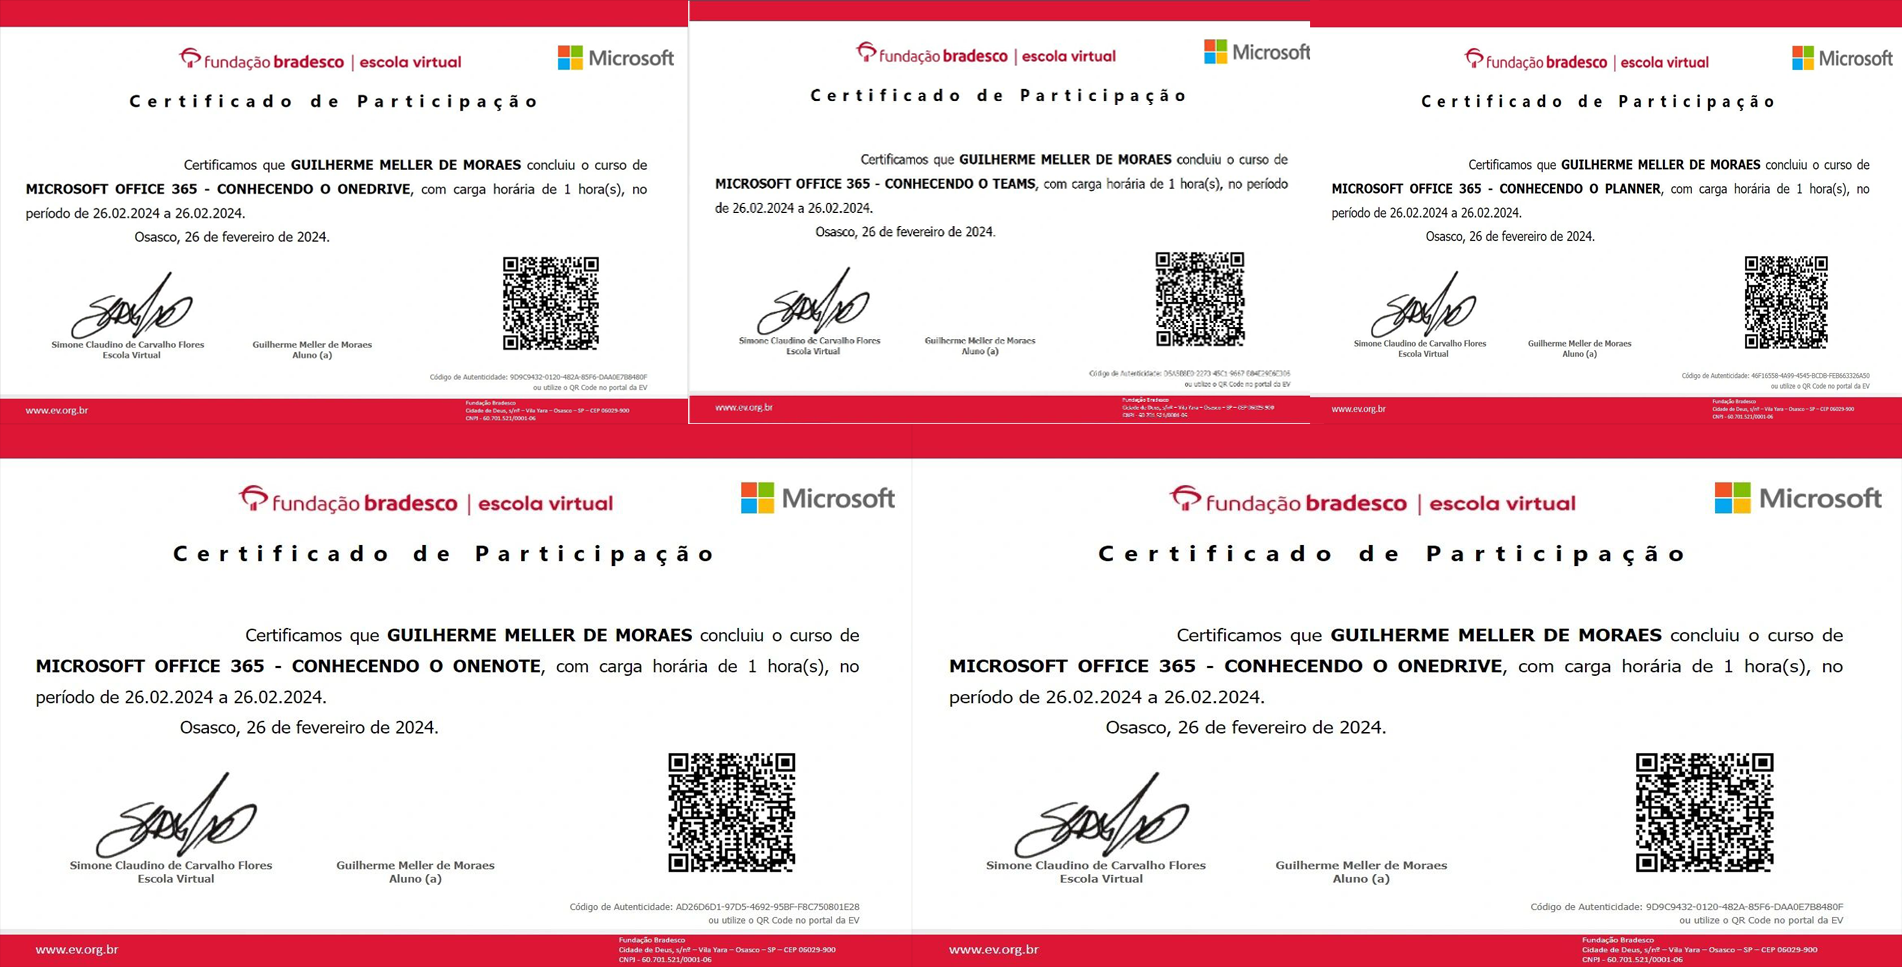 fundação bradesco | escola virtual
Microsoft
Certificado de Participação
Certificamos que GUILHERME MELLER DE MORAES concluiu o curso de
MICROSOFT OFFICE 365 - CONHECENDO O ONEDRIVE, com carga horária de 1 hora(s), no
período de 26.02.2024 a 26.02.2024.
Osasco, 26 de fevereiro de 2024.
Simone Claudino de Carvalho Flores
Escola Virtual
Guilherme Meller de Moraes
Aluno (a)
Código de Autenticidade: 9D9C9432-0120-482A-85F6-DAA0E7B8480F
ou utilize o QR Code no portal da EV
www.ev.org.br
Fundação Bradesco
Cidade de Deus, s/nº – Vila Yara – Osasco – SP – CEP 06029-900
CNPJ - 60.701.521/0001-06
fundação bradesco | escola virtual
Microsoft
Certificado de Participação
Certificamos que GUILHERME MELLER DE MORAES concluiu o curso de
MICROSOFT OFFICE 365 - CONHECENDO O TEAMS, com carga horária de 1 hora(s), no período
de 26.02.2024 a 26.02.2024.
Osasco, 26 de fevereiro de 2024.
Simone Claudino de Carvalho Flores
Escola Virtual
Guilherme Meller de Moraes
Aluno (a)
Código de Autenticidade:
ou utilize o QR Code no portal da EV
www.ev.org.br
Fundação Bradesco
Cidade de Deus, s/nº – Vila Yara – Osasco – SP – CEP 06029-900
CNPJ - 60.701.521/0001-06
fundação bradesco | escola virtual
Microsoft
Certificado de Participação
Certificamos que GUILHERME MELLER DE MORAES concluiu o curso de
MICROSOFT OFFICE 365 - CONHECENDO O PLANNER, com carga horária de 1 hora(s), no
período de 26.02.2024 a 26.02.2024.
Osasco, 26 de fevereiro de 2024.
Simone Claudino de Carvalho Flores
Escola Virtual
Guilherme Meller de Moraes
Aluno (a)
Código de Autenticidade: 46F16558-4A99-4545-BCDB-FEB663326A50
ou utilize o QR Code no portal da EV
www.ev.org.br
Fundação Bradesco
Cidade de Deus, s/nº – Vila Yara – Osasco – SP – CEP 06029-900
CNPJ - 60.701.521/0001-06
fundação bradesco | escola virtual
Microsoft
Certificado de Participação
Certificamos que GUILHERME MELLER DE MORAES concluiu o curso de
MICROSOFT OFFICE 365 - CONHECENDO O ONENOTE, com carga horária de 1 hora(s), no
período de 26.02.2024 a 26.02.2024.
Osasco, 26 de fevereiro de 2024.
Simone Claudino de Carvalho Flores
Escola Virtual
Guilherme Meller de Moraes
Aluno (a)
Código de Autenticidade: AD26D6D1-97D5-4692-95BF-F8C750801E28
ou utilize o QR Code no portal da EV
www.ev.org.br
Fundação Bradesco
Cidade de Deus, s/nº – Vila Yara – Osasco – SP – CEP 06029-900
CNPJ - 60.701.521/0001-06
fundação bradesco | escola virtual
Microsoft
Certificado de Participação
Certificamos que GUILHERME MELLER DE MORAES concluiu o curso de
MICROSOFT OFFICE 365 - CONHECENDO O ONEDRIVE, com carga horária de 1 hora(s), no
período de 26.02.2024 a 26.02.2024.
Osasco, 26 de fevereiro de 2024.
Simone Claudino de Carvalho Flores
Escola Virtual
Guilherme Meller de Moraes
Aluno (a)
Código de Autenticidade: 9D9C9432-0120-482A-85F6-DAA0E7B8480F
ou utilize o QR Code no portal da EV
www.ev.org.br
Fundação Bradesco
Cidade de Deus, s/nº – Vila Yara – Osasco – SP – CEP 06029-900
CNPJ - 60.701.521/0001-06